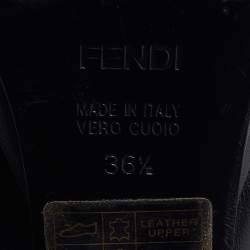 FENDI
MADE IN ITALY
VERO CUOIO
36½
LEATHER
UPPER